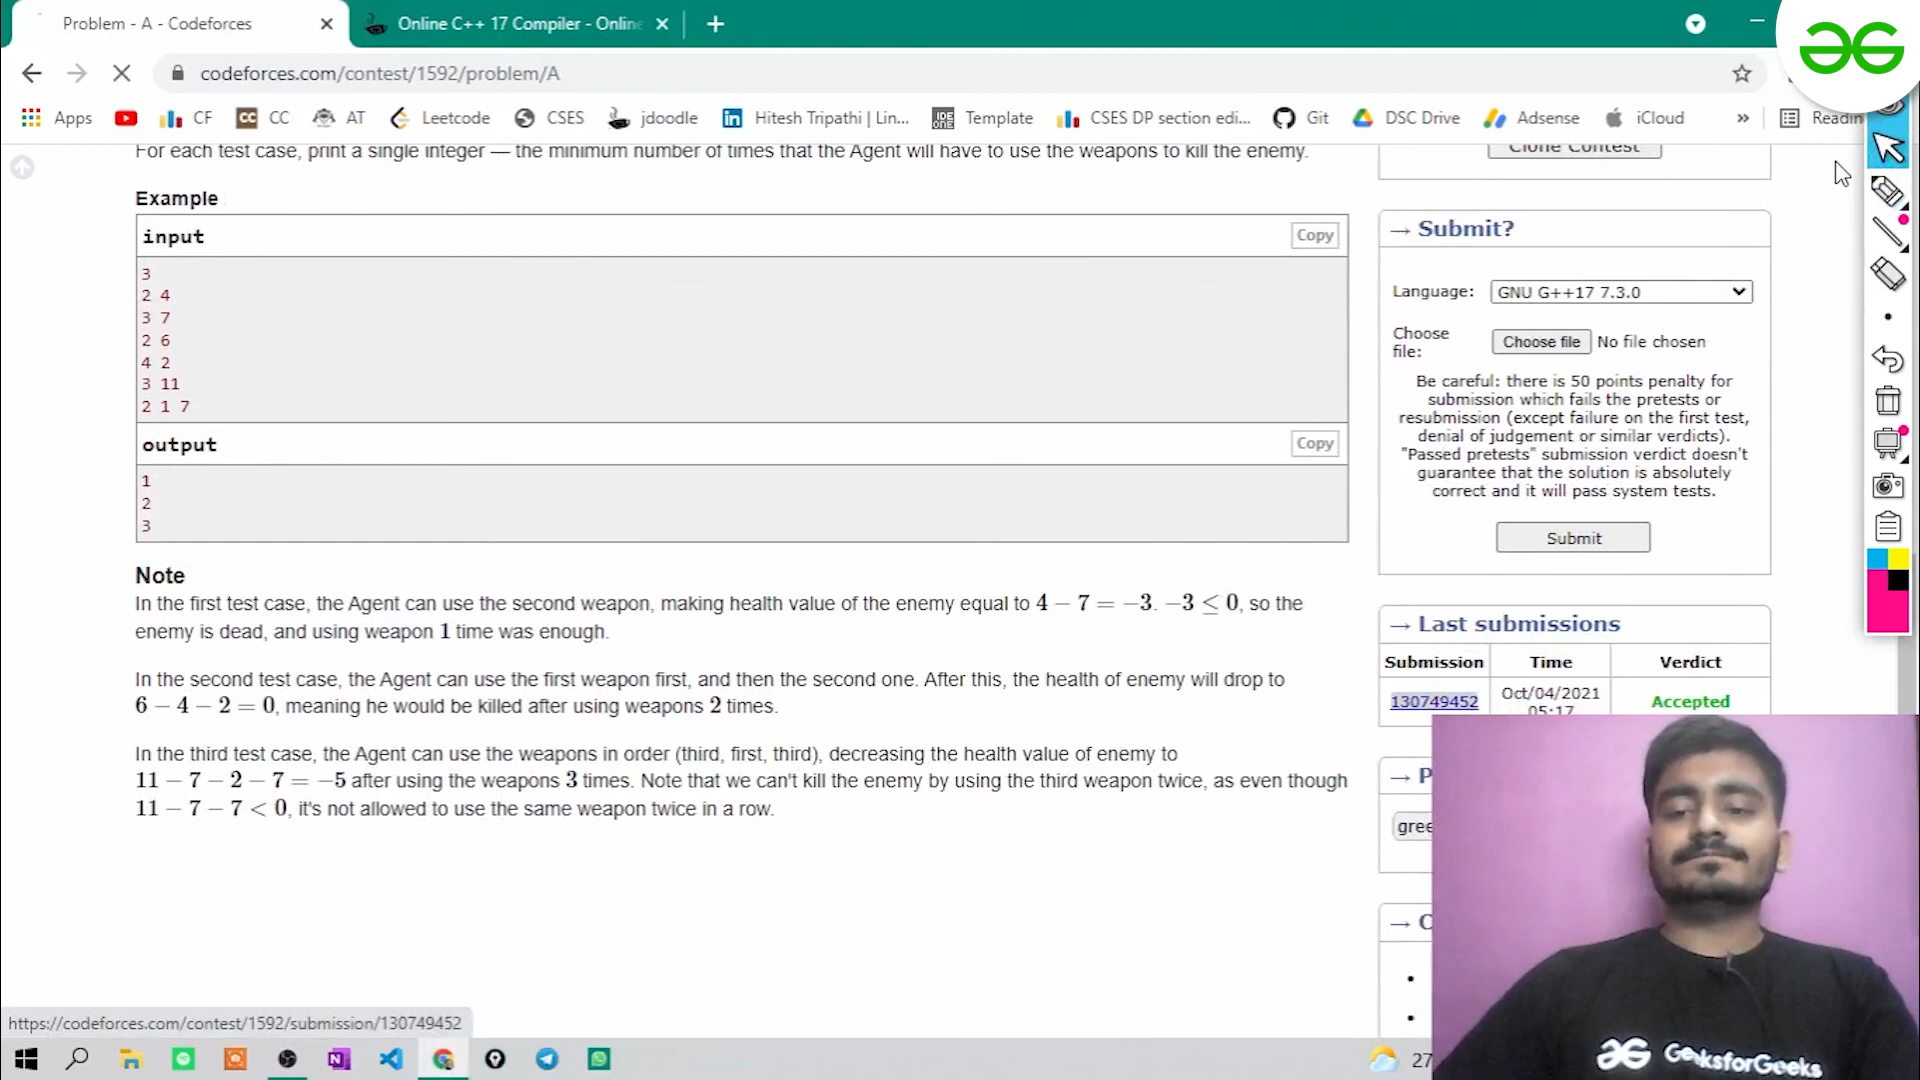 Problem - A - Codeforces
Online C++ 17 Compiler - Online
codeforces.com/contest/1592/problem/A
Apps
CF
CC CC
AT
Leetcode
CSES
jdoodle
Hitesh Tripathi | Lin...
Template
CSES DP section edi...
Git
DSC Drive
Adsense
iCloud
»
For each test case, print a single integer — the minimum number of times that the Agent will have to use the weapons to kill the enemy.
Clone Contest
Example
input
Copy
3
2 4
3 7
2 6
4 2
3 11
2 1 7
output
Copy
1
2
3
Note
In the first test case, the Agent can use the second weapon, making health value of the enemy equal to 4 − 7 = −3. −3 ≤ 0, so the
enemy is dead, and using weapon 1 time was enough.
In the second test case, the Agent can use the first weapon first, and then the second one. After this, the health of enemy will drop to
6 − 4 − 2 = 0, meaning he would be killed after using weapons 2 times.
In the third test case, the Agent can use the weapons in order (third, first, third), decreasing the health value of enemy to
11 − 7 − 2 − 7 = −5 after using the weapons 3 times. Note that we can't kill the enemy by using the third weapon twice, as even though
11 − 7 − 7 < 0, it's not allowed to use the same weapon twice in a row.
→ Submit?
Language:
GNU G++17 7.3.0
Choose
file:
Choose file No file chosen
Be careful: there is 50 points penalty for
submission which fails the pretests or
resubmission (except failure on the first test,
denial of judgement or similar verdicts).
"Passed pretests" submission verdict doesn't
guarantee that the solution is absolutely
correct and it will pass system tests.
Submit
→ Last submissions
Submission Time Verdict
130749452 Oct/04/2021 Accepted
05:17
→ P
gree
→ C
GeeksforGeeks
https://codeforces.com/contest/1592/submission/130749452
27